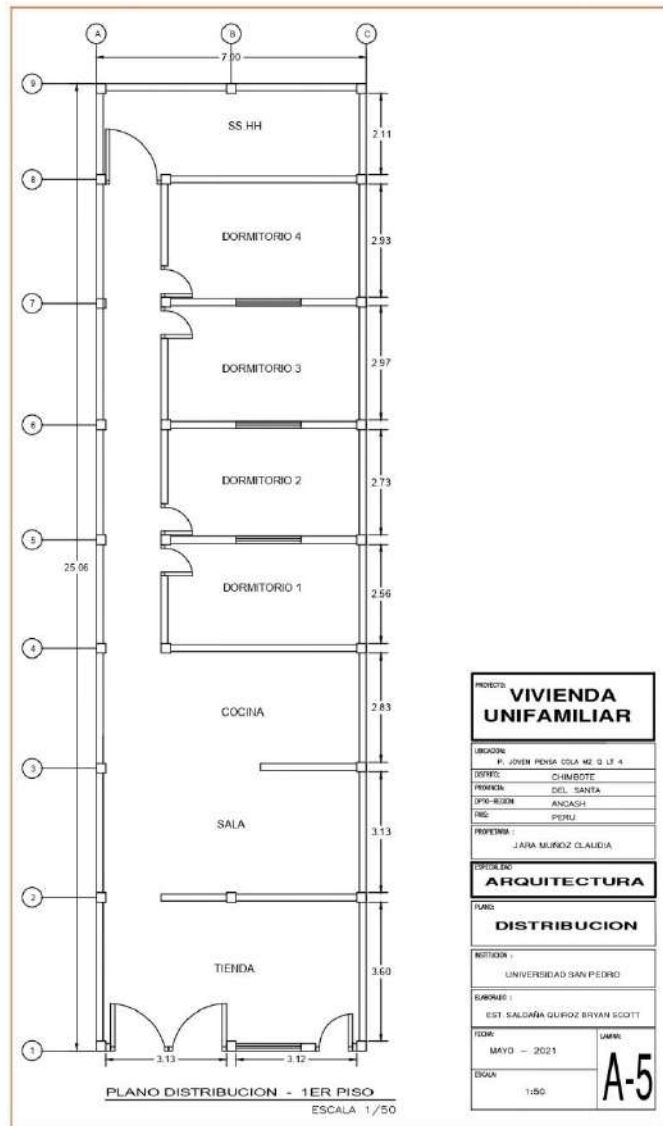 A
B
C
7.00
9
SS.HH
2.11
8
DORMITORIO 4
2.93
7
DORMITORIO 3
2.97
6
DORMITORIO 2
2.73
5
25.06
DORMITORIO 1
2.56
4
COCINA
2.83
3
SALA
3.13
2
TIENDA
3.60
1
3.13
3.12
PLANO DISTRIBUCION - 1ER PISO
ESCALA 1/50
PROYECTO:
VIVIENDA
UNIFAMILIAR
UBICACION:
P. JOVEN PENSA COLA MZ Q LT 4
DISTRITO: CHIMBOTE
PROVINCIA: DEL SANTA
DPTO-REGION: ANCASH
PAIS: PERU
PROPIETARIA :
JARA MUÑOZ CLAUDIA
ESPECIALIDAD
ARQUITECTURA
PLANO:
DISTRIBUCION
INSTITUCION :
UNIVERSIDAD SAN PEDRO
ELABORADO :
EST. SALDAÑA QUIROZ BRYAN SCOTT
FECHA:
MAYO - 2021
LAMINA:
A-5
ESCALA:
1:50